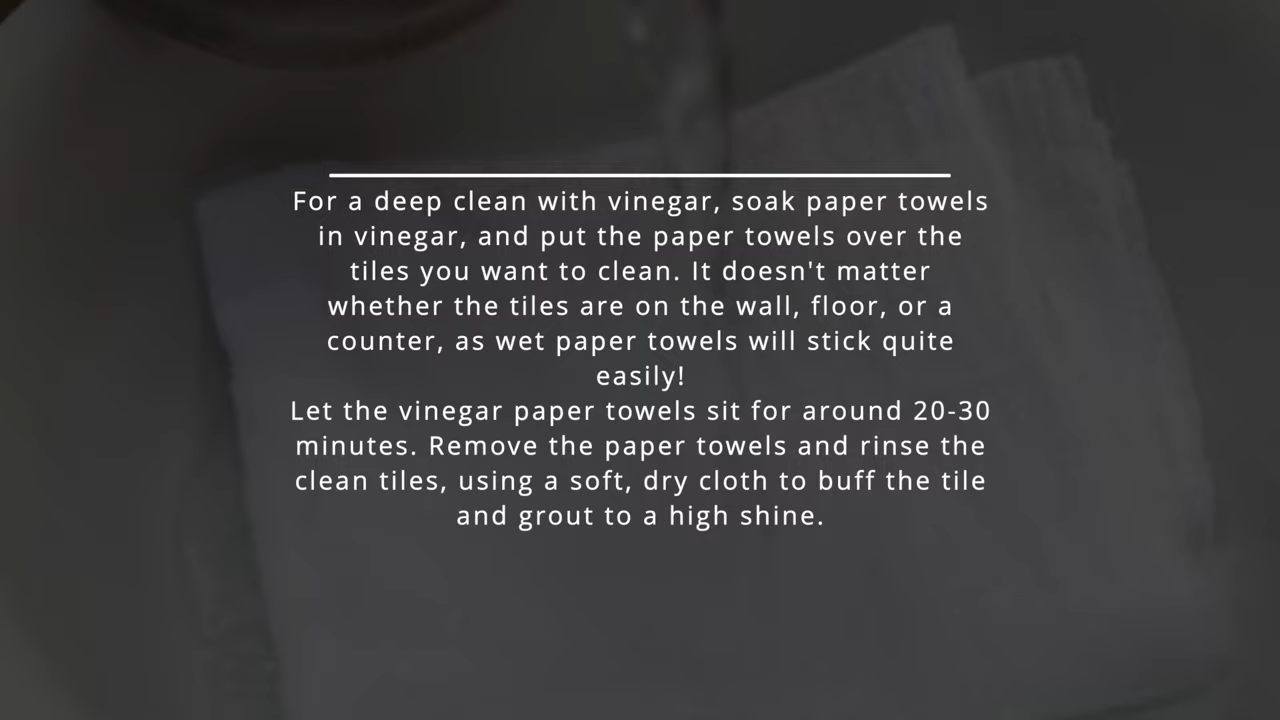 For a deep clean with vinegar, soak paper towels
in vinegar, and put the paper towels over the
tiles you want to clean. It doesn't matter
whether the tiles are on the wall, floor, or a
counter, as wet paper towels will stick quite
easily!
Let the vinegar paper towels sit for around 20-30
minutes. Remove the paper towels and rinse the
clean tiles, using a soft, dry cloth to buff the tile
and grout to a high shine.